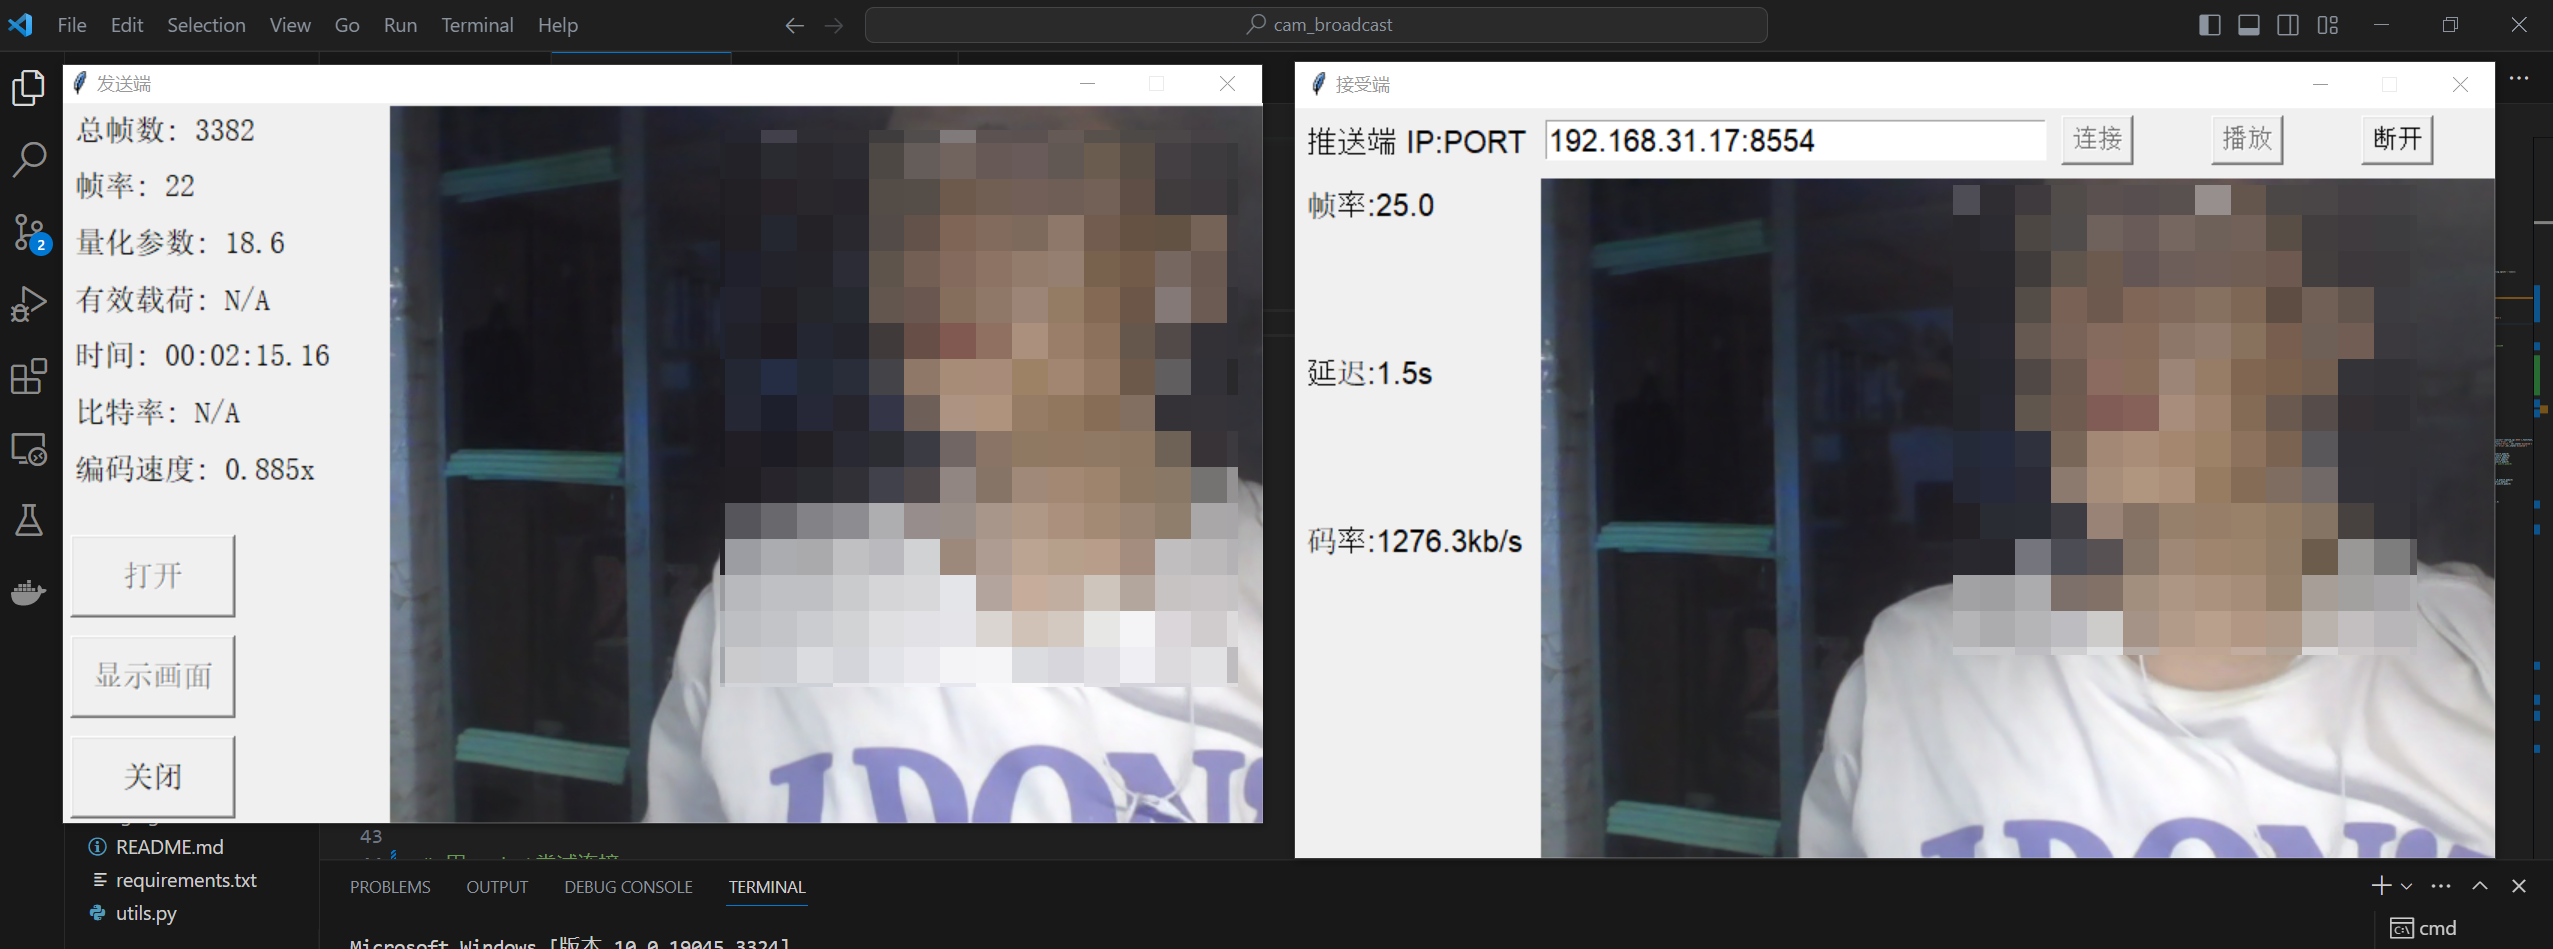 File Edit Selection View Go Run Terminal Help
cam_broadcast
发送端
总帧数: 3382
帧率: 22
量化参数: 18.6
有效载荷: N/A
时间: 00:02:15.16
比特率: N/A
编码速度: 0.885x
打开
显示画面
关闭
I DON
接受端
推送端 IP:PORT 192.168.31.17:8554 连接 播放 断开
帧率:25.0
延迟:1.5s
码率:1276.3kb/s
I DON'
2
43
README.md
requirements.txt
utils.py
PROBLEMS OUTPUT DEBUG CONSOLE TERMINAL
Microsoft Windows [版本 10.0.19045.3324]
cmd